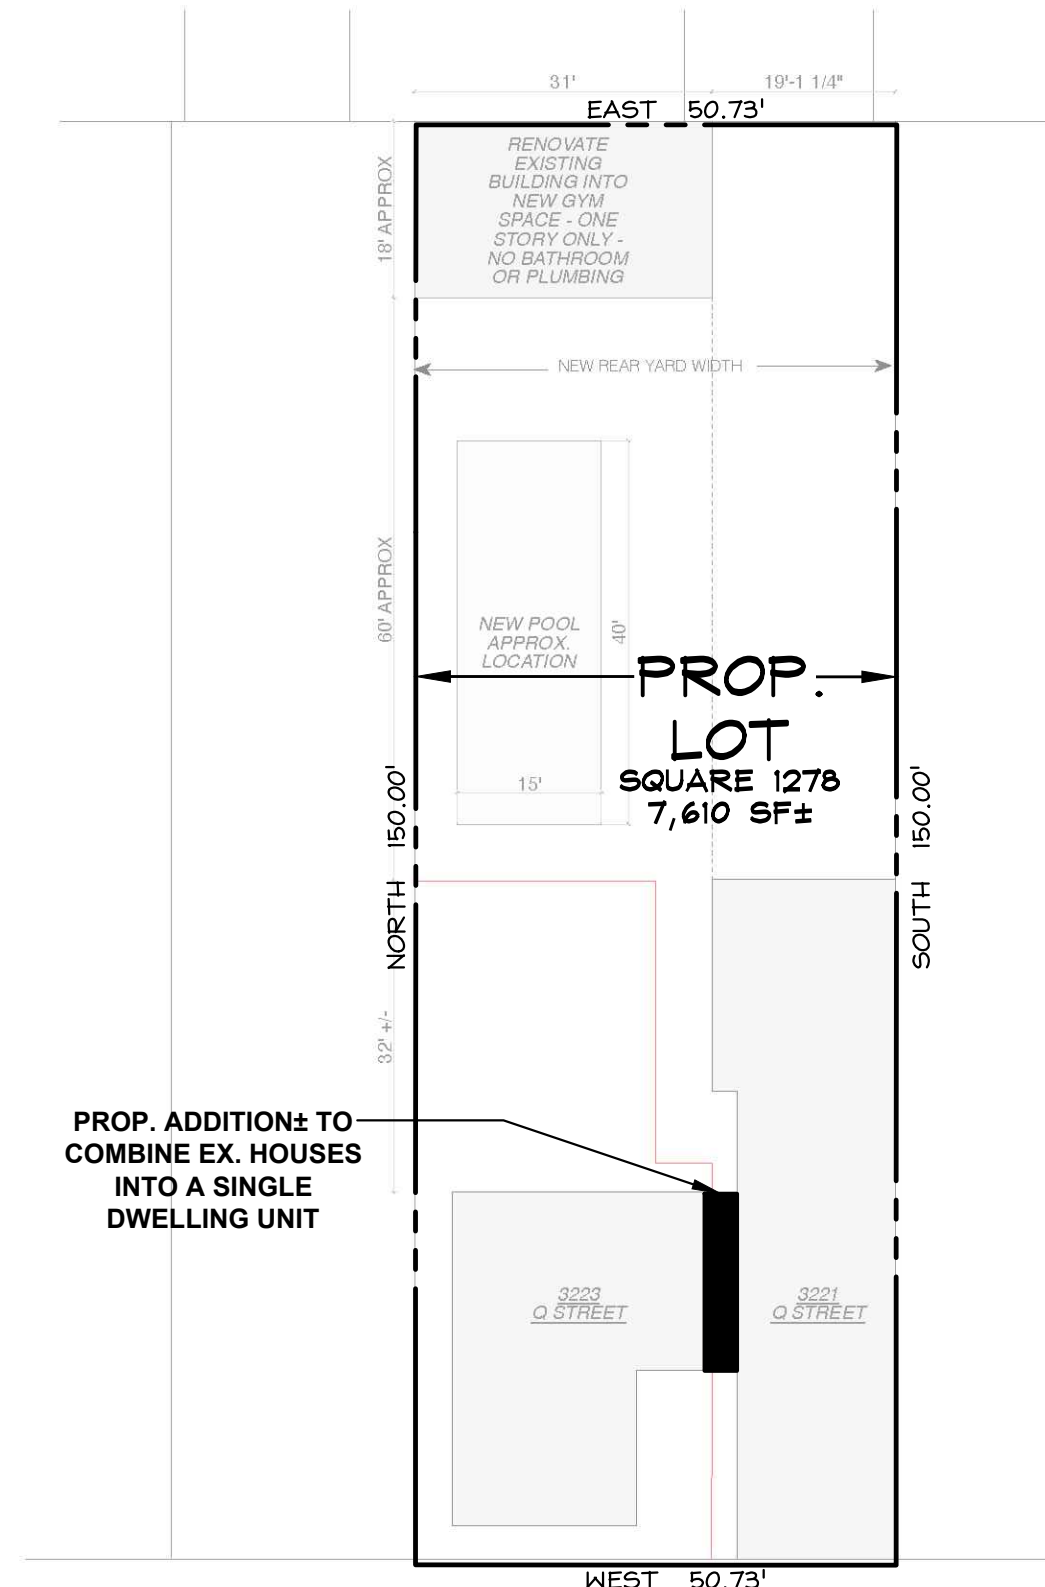 31'
19'-1 1/4"
EAST 50.73'
RENOVATE
EXISTING
BUILDING INTO
NEW GYM
SPACE - ONE
STORY ONLY -
NO BATHROOM
OR PLUMBING
18' APPROX
NEW REAR YARD WIDTH
60' APPROX
NEW POOL
APPROX.
LOCATION
40'
15'
PROP.
LOT
SQUARE 1278
7,610 SF±
NORTH 150.00'
SOUTH 150.00'
32' +/-
PROP. ADDITION± TO
COMBINE EX. HOUSES
INTO A SINGLE
DWELLING UNIT
3223
Q STREET
3221
Q STREET
WEST 50.73'